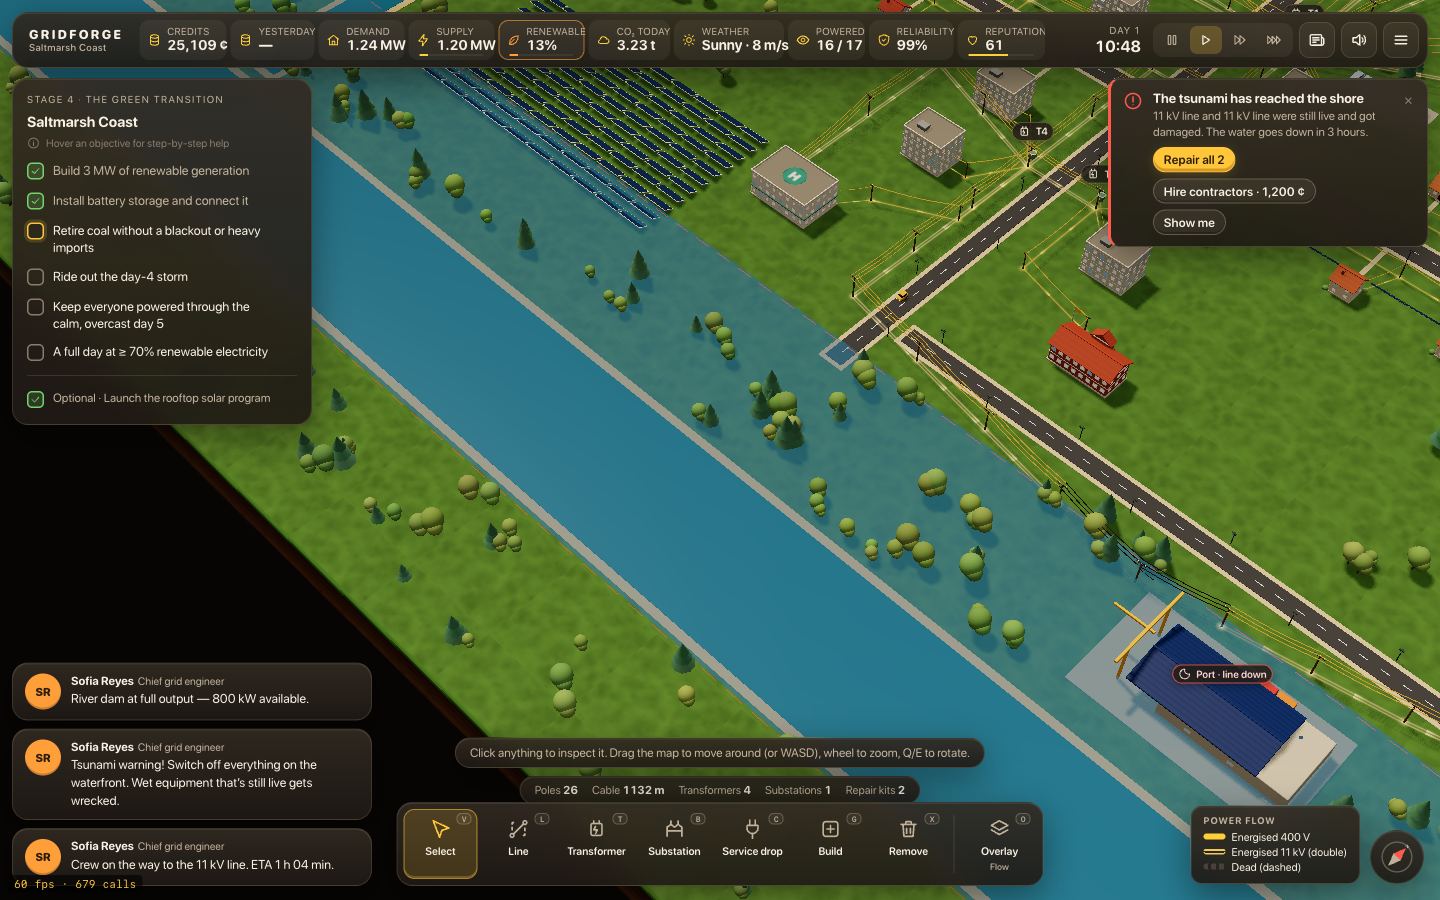 GRIDFORGE
Saltmarsh Coast
CREDITS
25,109 ¢
YESTERDAY
—
DEMAND
1.24 MW
SUPPLY
1.20 MW
RENEWABLE
13%
CO₂ TODAY
3.23 t
WEATHER
Sunny · 8 m/s
POWERED
16 / 17
RELIABILITY
99%
REPUTATION
61
DAY 1
10:48
STAGE 4 · THE GREEN TRANSITION
Saltmarsh Coast
Hover an objective for step-by-step help
Build 3 MW of renewable generation
Install battery storage and connect it
Retire coal without a blackout or heavy
imports
Ride out the day-4 storm
Keep everyone powered through the
calm, overcast day 5
A full day at ≥ 70% renewable electricity
Optional · Launch the rooftop solar program
T4
H
The tsunami has reached the shore
×
11 kV line and 11 kV line were still live and got
damaged. The water goes down in 3 hours.
Repair all 2
Hire contractors · 1,200 ¢
Show me
Port · line down
SR
Sofia Reyes Chief grid engineer
River dam at full output — 800 kW available.
SR
Sofia Reyes Chief grid engineer
Tsunami warning! Switch off everything on the
waterfront. Wet equipment that's still live gets
wrecked.
SR
Sofia Reyes Chief grid engineer
Crew on the way to the 11 kV line. ETA 1 h 04 min.
60 fps · 679 calls
Click anything to inspect it. Drag the map to move around (or WASD), wheel to zoom, Q/E to rotate.
Poles 26 Cable 1132 m Transformers 4 Substations 1 Repair kits 2
V
Select
L
Line
T
Transformer
B
Substation
C
Service drop
G
Build
X
Remove
O
Overlay
Flow
POWER FLOW
Energised 400 V
Energised 11 kV (double)
Dead (dashed)